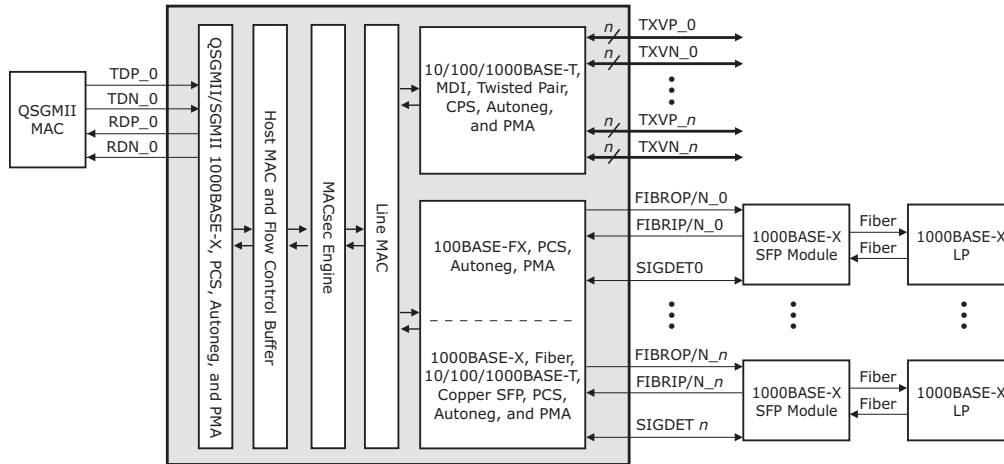 QSGMII
MAC
TDP_0
TDN_0
RDP_0
RDN_0
QSGMII/SGMII 1000BASE-X, PCS, Autoneg, and PMA
Host MAC and Flow Control Buffer
MACsec Engine
Line MAC
10/100/1000BASE-T,
MDI, Twisted Pair,
CPS, Autoneg,
and PMA
n TXVP_0
n TXVN_0
n TXVP_n
n TXVN_n
100BASE-FX, PCS,
Autoneg, PMA
1000BASE-X, Fiber,
10/100/1000BASE-T,
Copper SFP, PCS,
Autoneg, and PMA
FIBROP/N_0
FIBRIP/N_0
SIGDET0
1000BASE-X
SFP Module
Fiber
Fiber
1000BASE-X
LP
FIBROP/N_n
FIBRIP/N_n
SIGDET n
1000BASE-X
SFP Module
Fiber
Fiber
1000BASE-X
LP